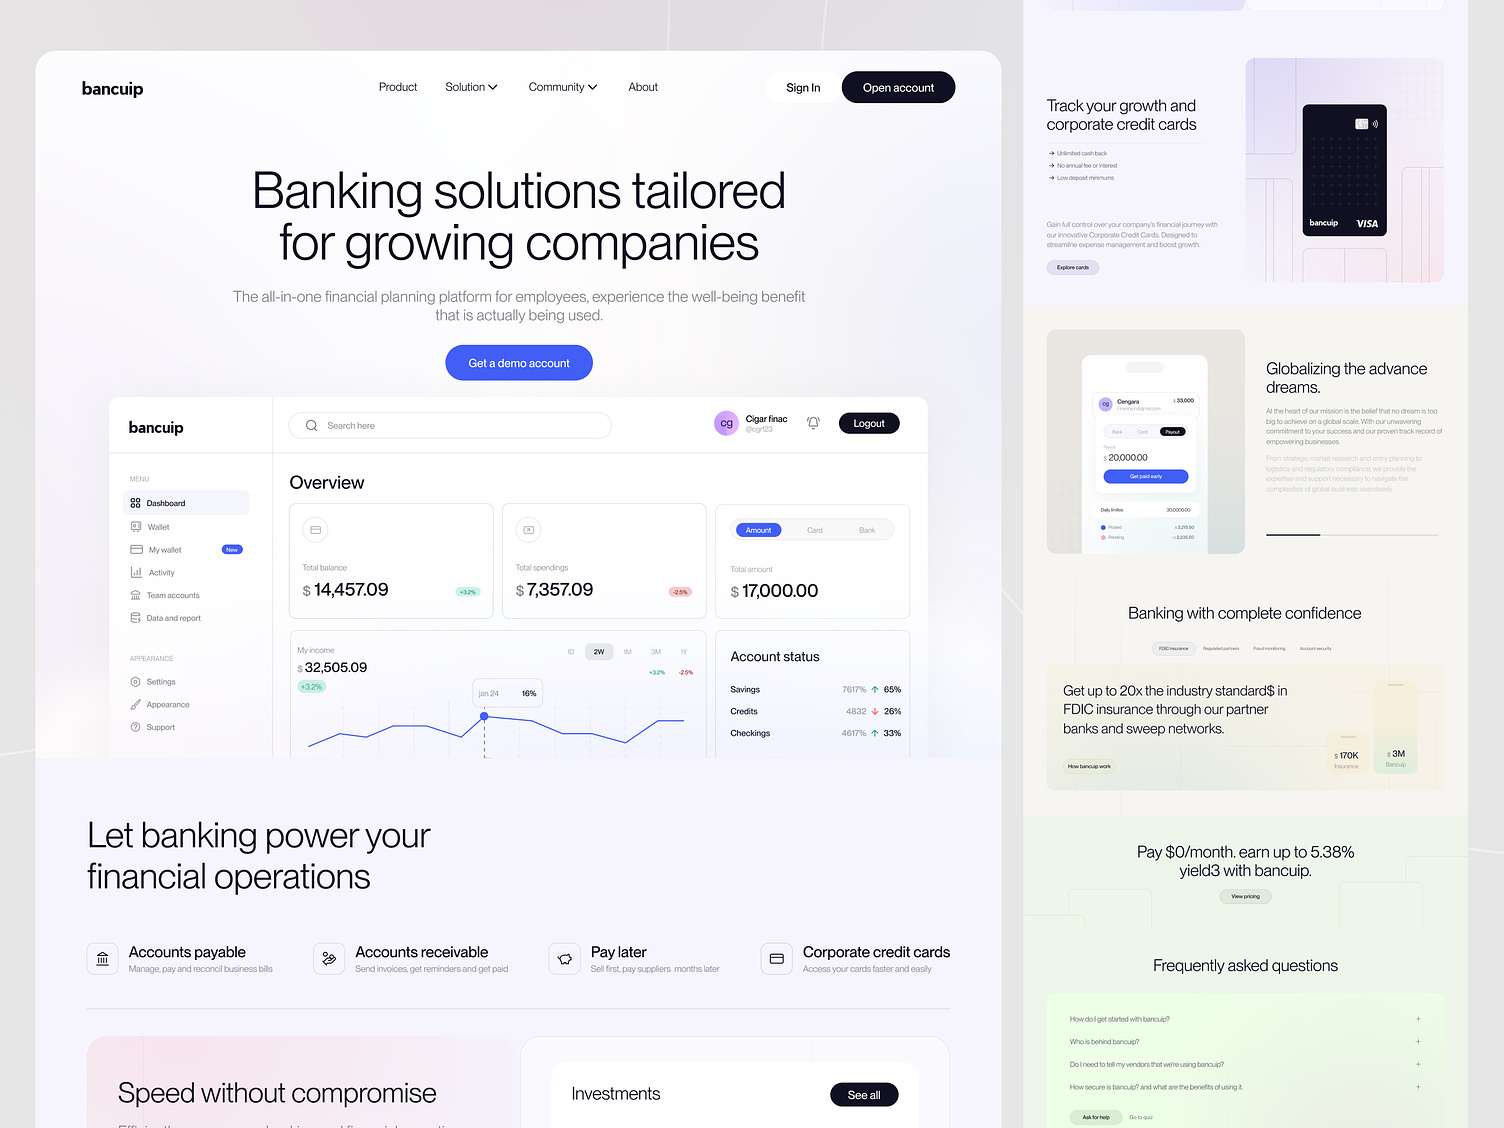 bancuip
Product
Solution
Community
About
Sign In
Open account
Banking solutions tailored
for growing companies
The all-in-one financial planning platform for employees, experience the well-being benefit
that is actually being used.
Get a demo account
bancuip
Search here
cg
Cigar finac
@cgrt23
Logout
MENU
Dashboard
Wallet
My wallet
New
Activity
Team accounts
Data and report
APPEARANCE
Settings
Appearance
Support
Overview
Total balance
$ 14,457.09
+3.2%
Total spendings
$ 7,357.09
-2.5%
Amount
Card
Bank
Total amount
$ 17,000.00
My income
$ 32,505.09
+3.2%
1D
2W
1M
3M
1Y
+3.2%
-2.5%
jan 24
16%
Account status
Savings
7617%
65%
Credits
4832
26%
Checkings
4617%
33%
Let banking power your
financial operations
Accounts payable
Manage, pay and reconcil business bills
Accounts receivable
Send invoices, get reminders and get paid
Pay later
Sell first, pay suppliers months later
Corporate credit cards
Access your cards faster and easily
Speed without compromise
Investments
See all
Track your growth and
corporate credit cards
Unlimited cash back
No annual fee or interest
Low deposit minimums
Gain full control over your company's financial journey with
our innovative Corporate Credit Cards. Designed to
streamline expense management and boost growth.
Explore cards
bancuip
VISA
cg
Cengara
$ 33,000
Bank
Card
Payout
$ 20,000.00
Get paid early
Daily limites
30,000.00
Posted
$ 3,215.50
Pending
2,235.50
Globalizing the advance
dreams.
At the heart of our mission is the belief that no dream is too
big to achieve on a global scale. With our unwavering
commitment to your success and our proven track record of
empowering businesses.
From strategic market research and entry planning to
logistics and regulatory compliance, we provide the
expertise and support necessary to navigate the
complexities of global business seamlessly.
Banking with complete confidence
FDIC insurance
Regulated partners
Fraud monitoring
Account security
Get up to 20x the industry standard$ in
FDIC insurance through our partner
banks and sweep networks.
How bancuip work
$ 170K
Insurance
$ 3M
Bancuip
Pay $0/month. earn up to 5.38%
yield3 with bancuip.
View pricing
Frequently asked questions
How do I get started with bancuip?
Who is behind bancuip?
Do I need to tell my vendors that we're using bancuip?
How secure is bancuip? and what are the benefits of using it.
Ask for help
Go to quiz